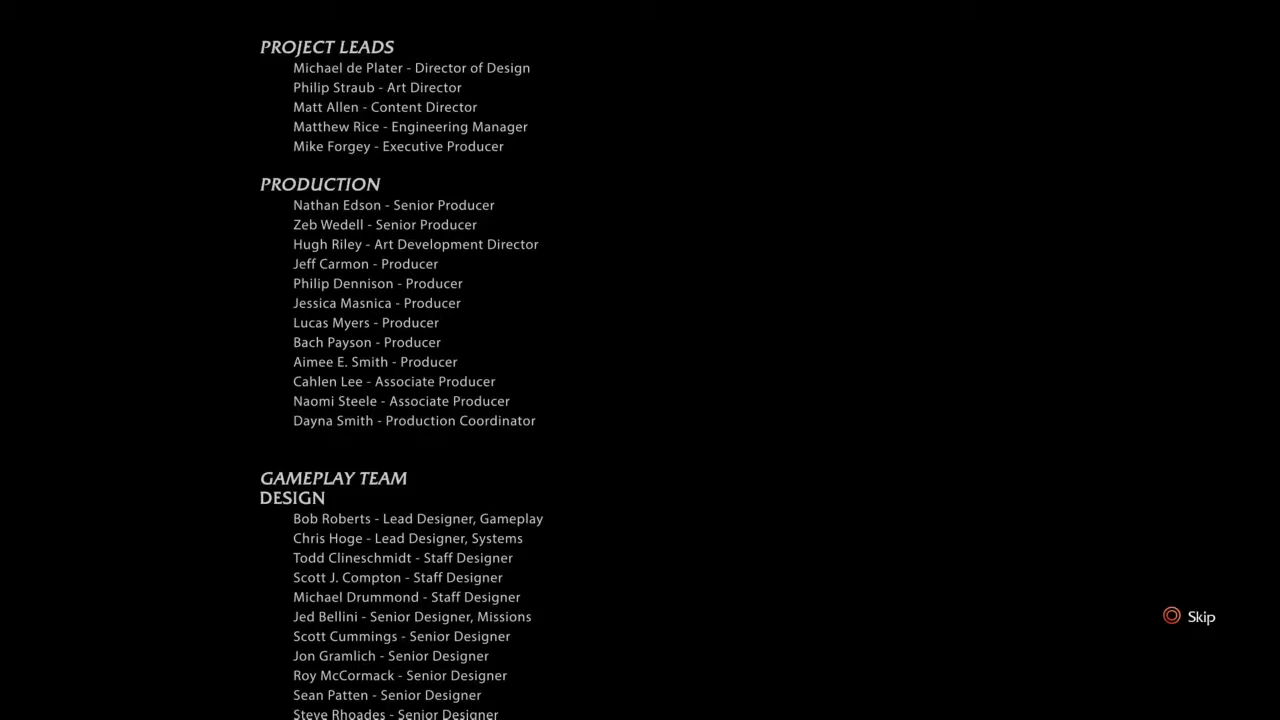 PROJECT LEADS
Michael de Plater - Director of Design
Philip Straub - Art Director
Matt Allen - Content Director
Matthew Rice - Engineering Manager
Mike Forgey - Executive Producer
PRODUCTION
Nathan Edson - Senior Producer
Zeb Wedell - Senior Producer
Hugh Riley - Art Development Director
Jeff Carmon - Producer
Philip Dennison - Producer
Jessica Masnica - Producer
Lucas Myers - Producer
Bach Payson - Producer
Aimee E. Smith - Producer
Cahlen Lee - Associate Producer
Naomi Steele - Associate Producer
Dayna Smith - Production Coordinator
GAMEPLAY TEAM
DESIGN
Bob Roberts - Lead Designer, Gameplay
Chris Hoge - Lead Designer, Systems
Todd Clineschmidt - Staff Designer
Scott J. Compton - Staff Designer
Michael Drummond - Staff Designer
Jed Bellini - Senior Designer, Missions
Scott Cummings - Senior Designer
Jon Gramlich - Senior Designer
Roy McCormack - Senior Designer
Sean Patten - Senior Designer
Steve Rhoades - Senior Designer
Skip